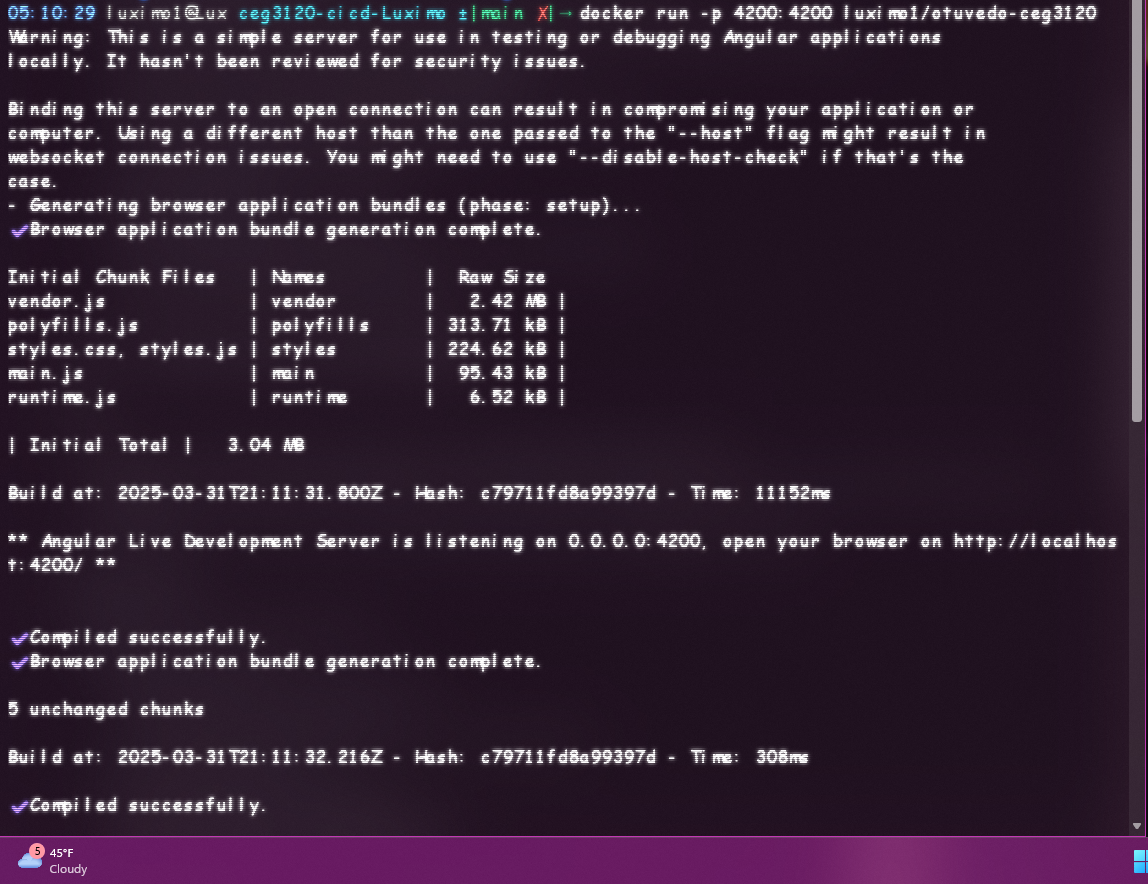 05:10:29 luximo1@Lux ceg3120-cicd-Luximo ±|main X|→ docker run -p 4200:4200 luximo1/otuvedo-ceg3120
Warning: This is a simple server for use in testing or debugging Angular applications
locally. It hasn't been reviewed for security issues.
Binding this server to an open connection can result in compromising your application or
computer. Using a different host than the one passed to the "--host" flag might result in
websocket connection issues. You might need to use "--disable-host-check" if that's the
case.
- Generating browser application bundles (phase: setup)...
✓Browser application bundle generation complete.
Initial Chunk Files | Names | Raw Size
vendor.js | vendor | 2.42 MB |
polyfills.js | polyfills | 313.71 kB |
styles.css, styles.js | styles | 224.62 kB |
main.js | main | 95.43 kB |
runtime.js | runtime | 6.52 kB |
| Initial Total | 3.04 MB
Build at: 2025-03-31T21:11:31.800Z - Hash: c79711fd8a99397d - Time: 11152ms
** Angular Live Development Server is listening on 0.0.0.0:4200, open your browser on http://localhos
t:4200/ **
✓Compiled successfully.
✓Browser application bundle generation complete.
5 unchanged chunks
Build at: 2025-03-31T21:11:32.216Z - Hash: c79711fd8a99397d - Time: 308ms
✓Compiled successfully.
5
45°F
Cloudy